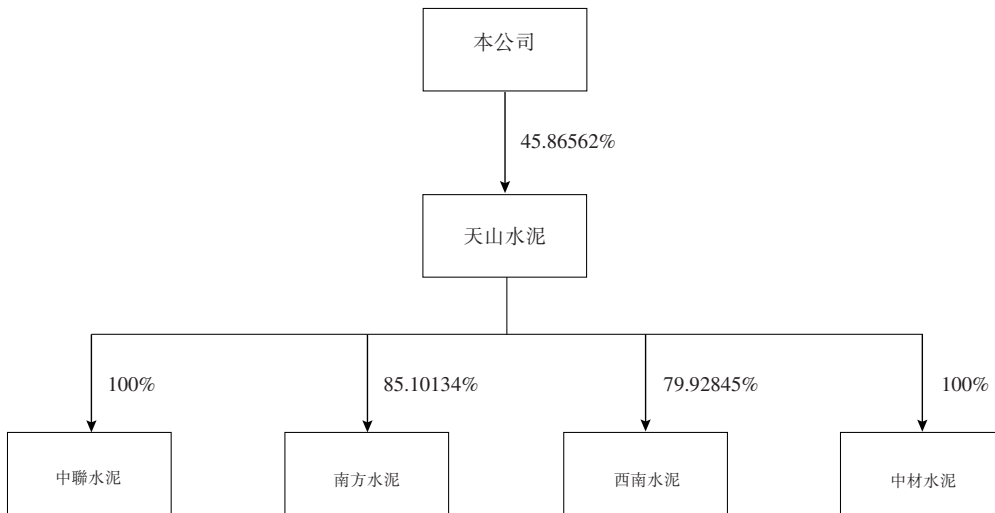 本公司
45.86562%
天山水泥
100%
85.10134%
79.92845%
100%
中聯水泥
南方水泥
西南水泥
中材水泥